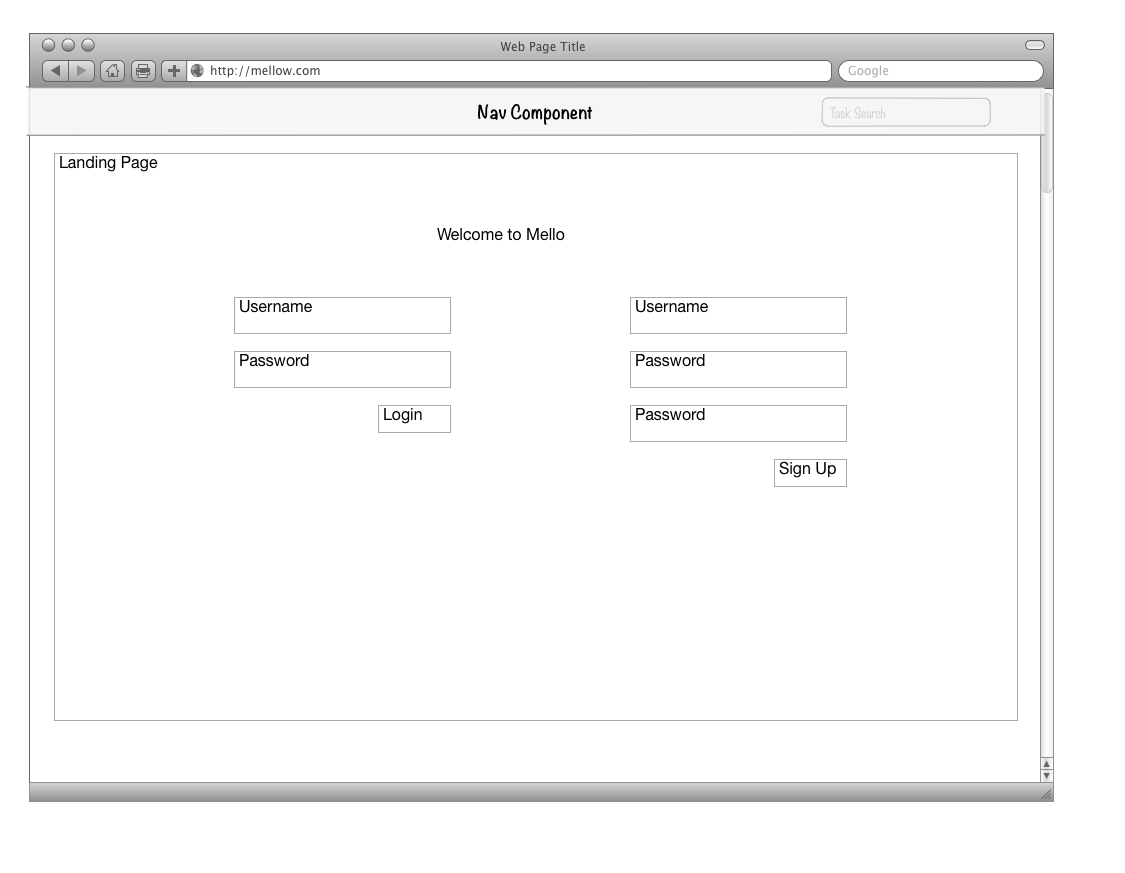 Web Page Title
http://mellow.com
Google
Nav Component
Task Search
Landing Page
Welcome to Mello
Username
Password
Login
Username
Password
Password
Sign Up